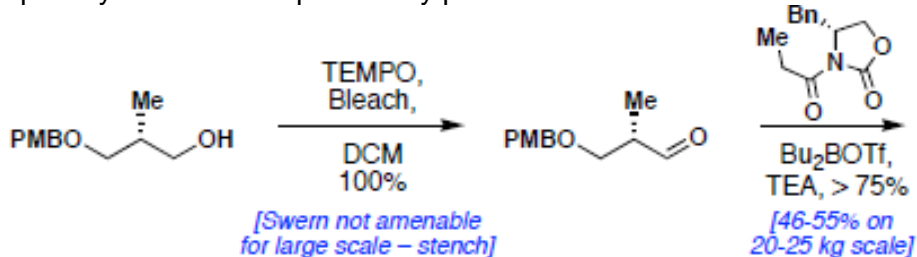 Me
PMBO
OH
TEMPO,
Bleach,
DCM
100%
[Swern not amenable
for large scale – stench]
Me
PMBO
O
Bn,
Me
N
O
O
O
Bu2BOTf,
TEA, > 75%
[46-55% on
20-25 kg scale]